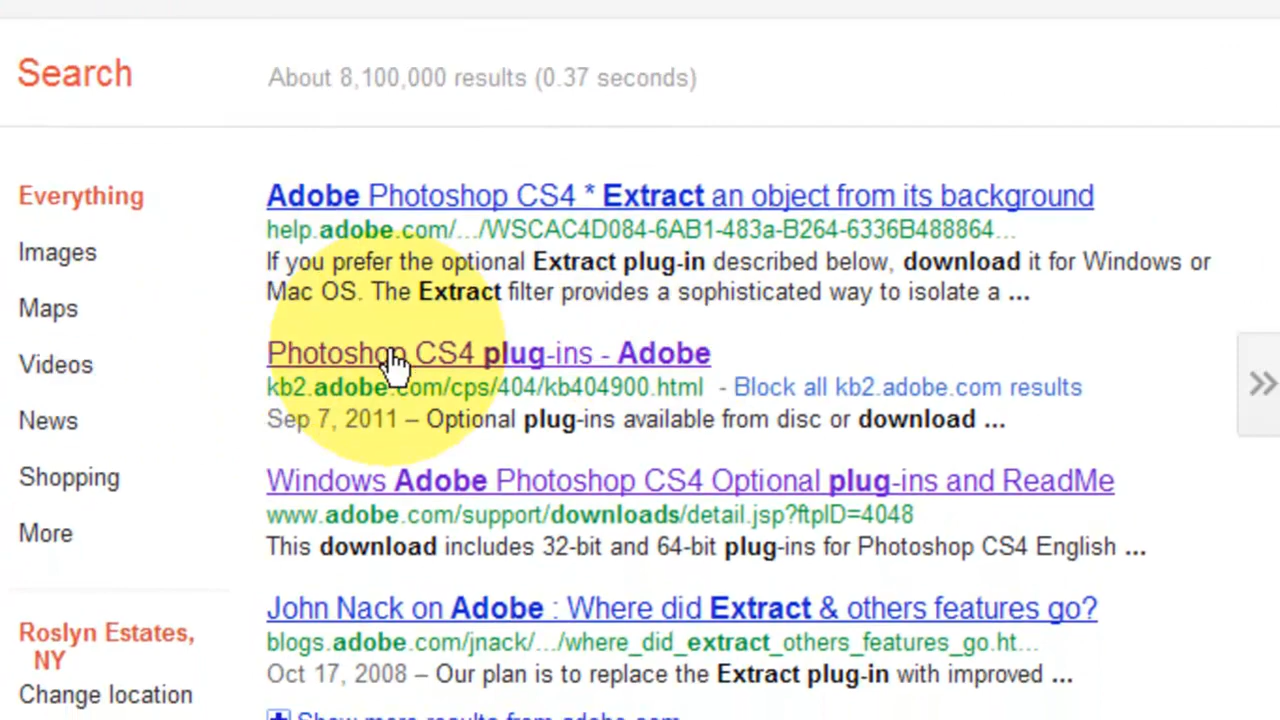 Search
About 8,100,000 results (0.37 seconds)
Everything
Images
Maps
Videos
News
Shopping
More
Roslyn Estates,
NY
Change location
Adobe Photoshop CS4 * Extract an object from its background
help.adobe.com/.../WSCAC4D084-6AB1-483a-B264-6336B488864...
If you prefer the optional Extract plug-in described below, download it for Windows or
Mac OS. The Extract filter provides a sophisticated way to isolate a ...
Photoshop CS4 plug-ins - Adobe
kb2.adobe.com/cps/404/kb404900.html - Block all kb2.adobe.com results
Sep 7, 2011 – Optional plug-ins available from disc or download ...
Windows Adobe Photoshop CS4 Optional plug-ins and ReadMe
www.adobe.com/support/downloads/detail.jsp?ftpID=4048
This download includes 32-bit and 64-bit plug-ins for Photoshop CS4 English ...
John Nack on Adobe : Where did Extract & others features go?
blogs.adobe.com/jnack/.../where_did_extract_others_features_go.ht...
Oct 17, 2008 – Our plan is to replace the Extract plug-in with improved ...
Show more results from adobe.com